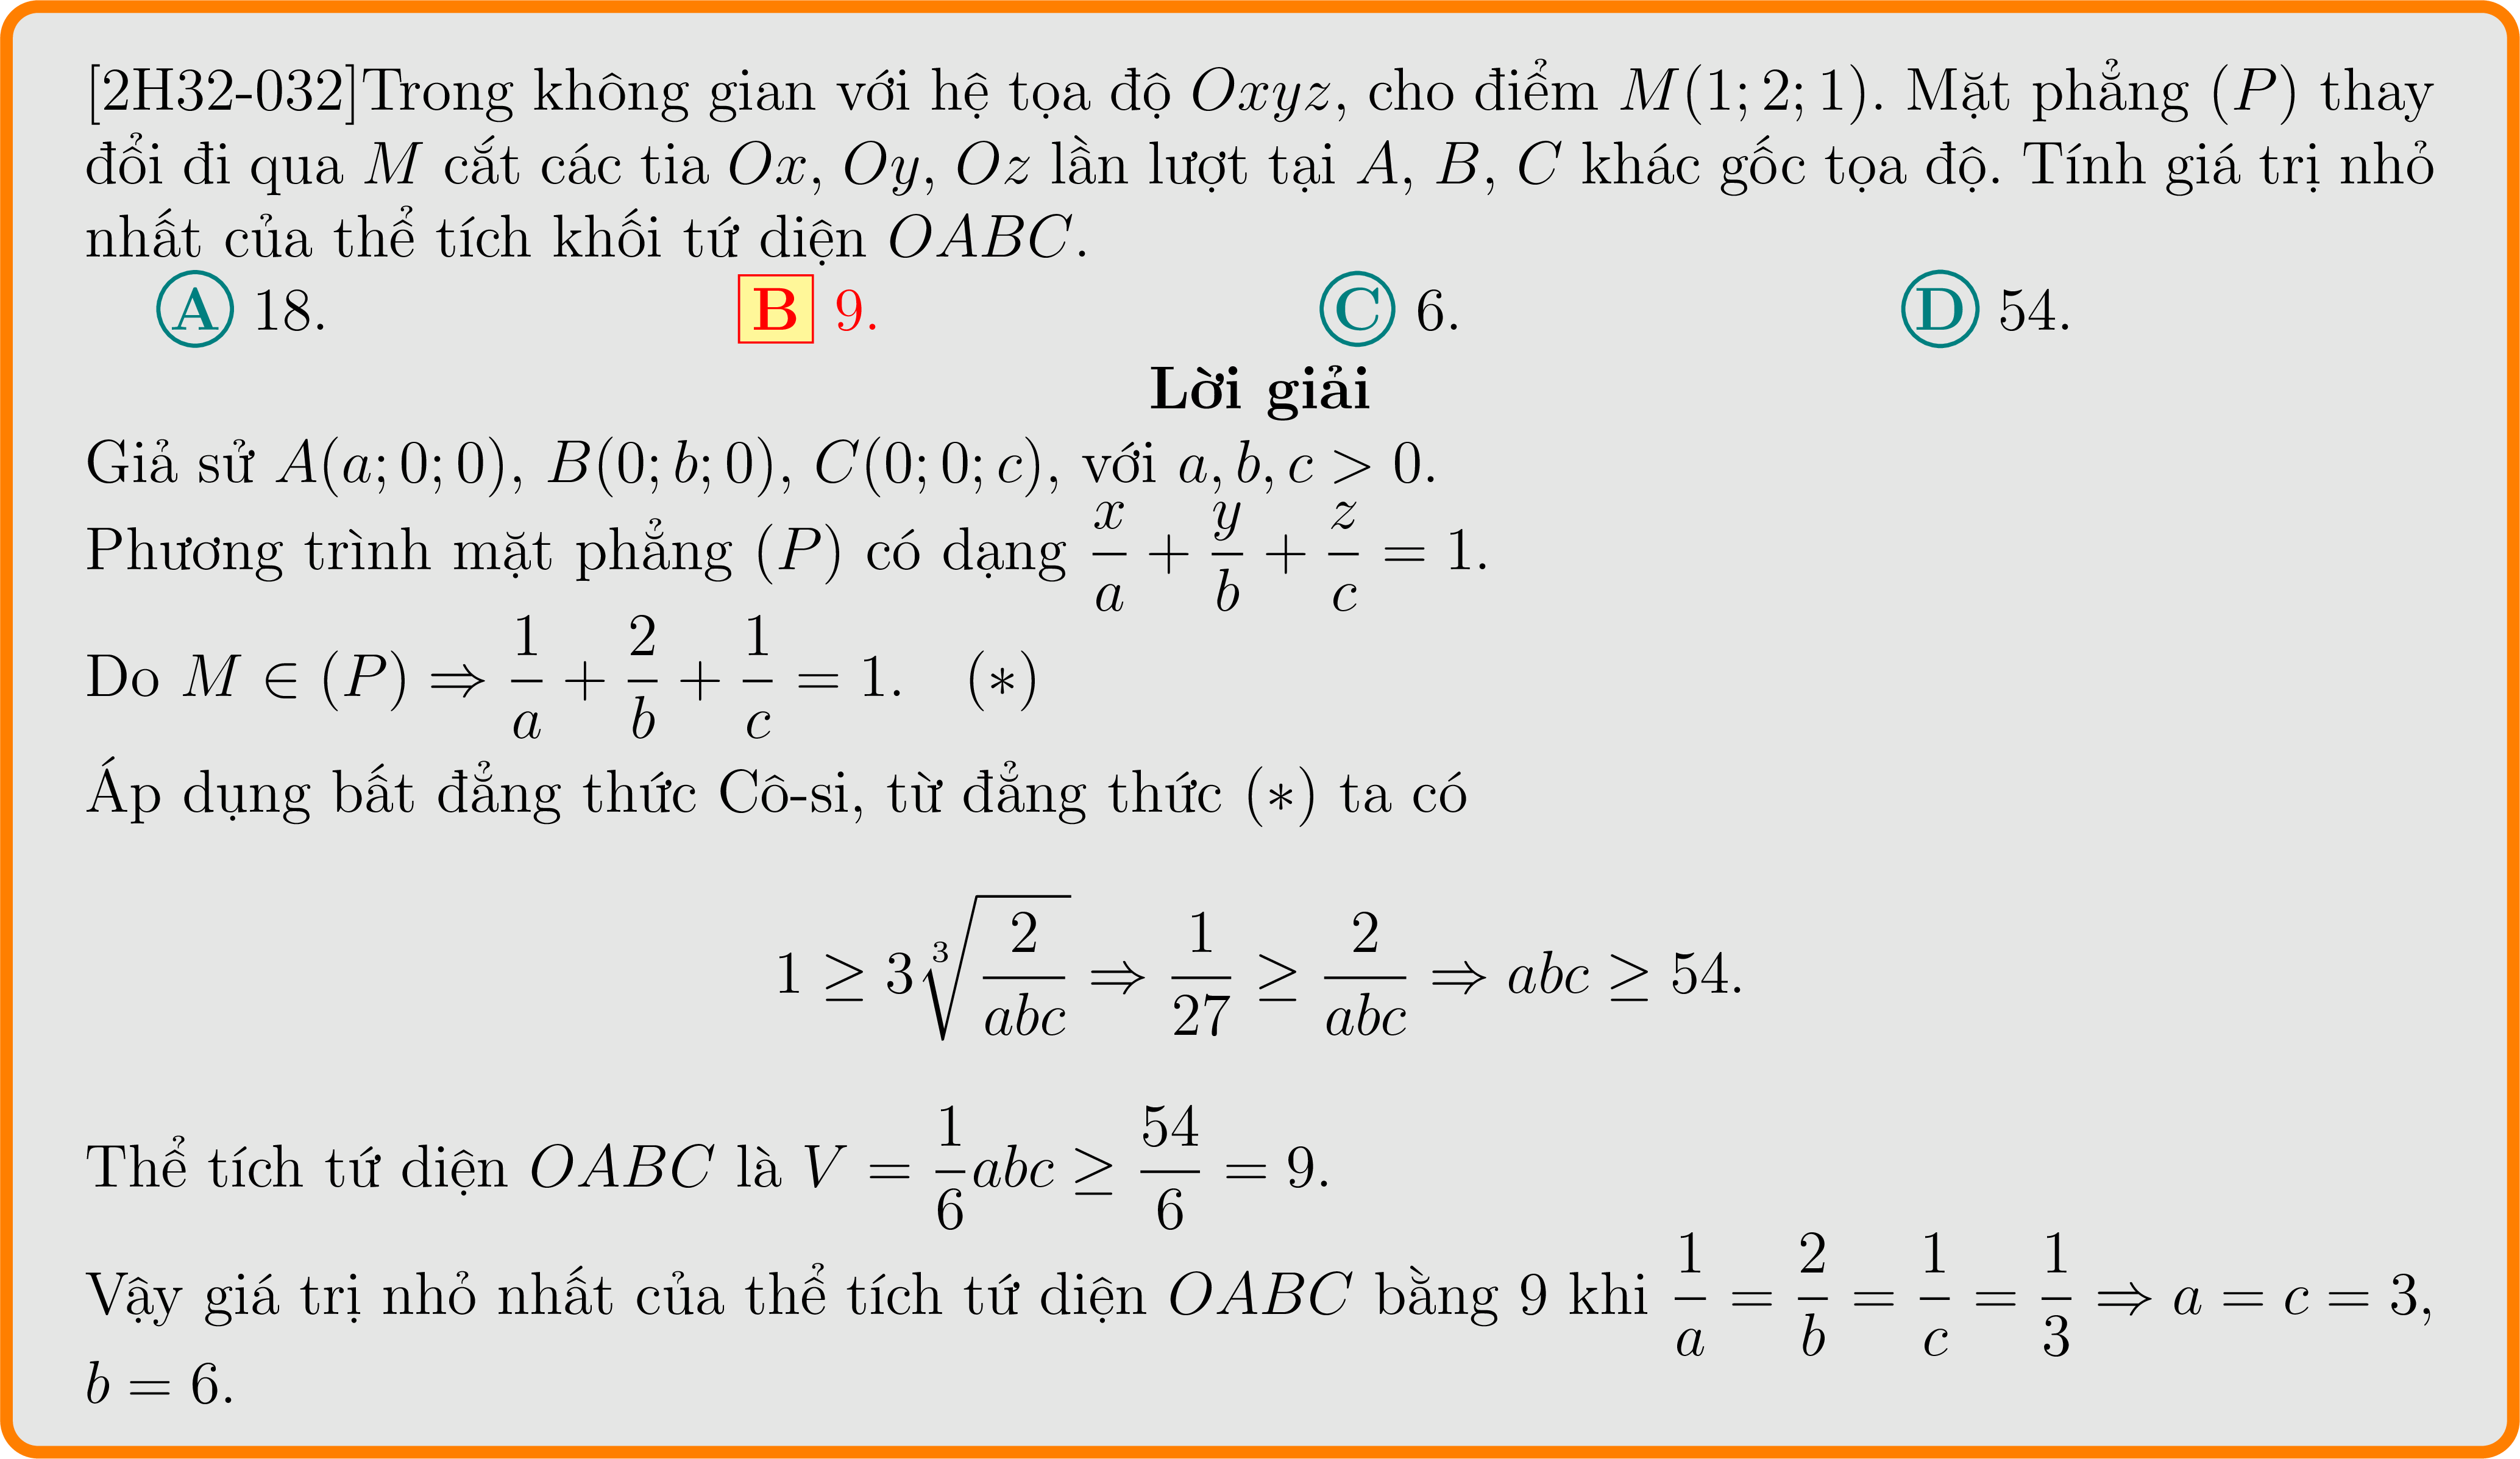 [2H32-032]Trong không gian với hệ tọa độ $Oxyz$, cho điểm $M(1;2;1)$. Mặt phẳng $(P)$ thay
đổi đi qua $M$ cắt các tia $Ox$, $Oy$, $Oz$ lần lượt tại $A$, $B$, $C$ khác gốc tọa độ. Tính giá trị nhỏ
nhất của thể tích khối tứ diện $OABC$.
A 18. B 9. C 6. D 54.
Lời giải
Giả sử $A(a;0;0)$, $B(0;b;0)$, $C(0;0;c)$, với $a,b,c > 0$.
Phương trình mặt phẳng $(P)$ có dạng $\frac{x}{a} + \frac{y}{b} + \frac{z}{c} = 1$.
Do $M \in (P) \Rightarrow \frac{1}{a} + \frac{2}{b} + \frac{1}{c} = 1. \quad (*)$
Áp dụng bất đẳng thức Cô-si, từ đẳng thức $(*)$ ta có
$1 \geq 3\sqrt[3]{\frac{2}{abc}} \Rightarrow \frac{1}{27} \geq \frac{2}{abc} \Rightarrow abc \geq 54.$
Thể tích tứ diện $OABC$ là $V = \frac{1}{6}abc \geq \frac{54}{6} = 9.$
Vậy giá trị nhỏ nhất của thể tích tứ diện $OABC$ bằng 9 khi $\frac{1}{a} = \frac{2}{b} = \frac{1}{c} = \frac{1}{3} \Rightarrow a = c = 3,$
$b = 6.$